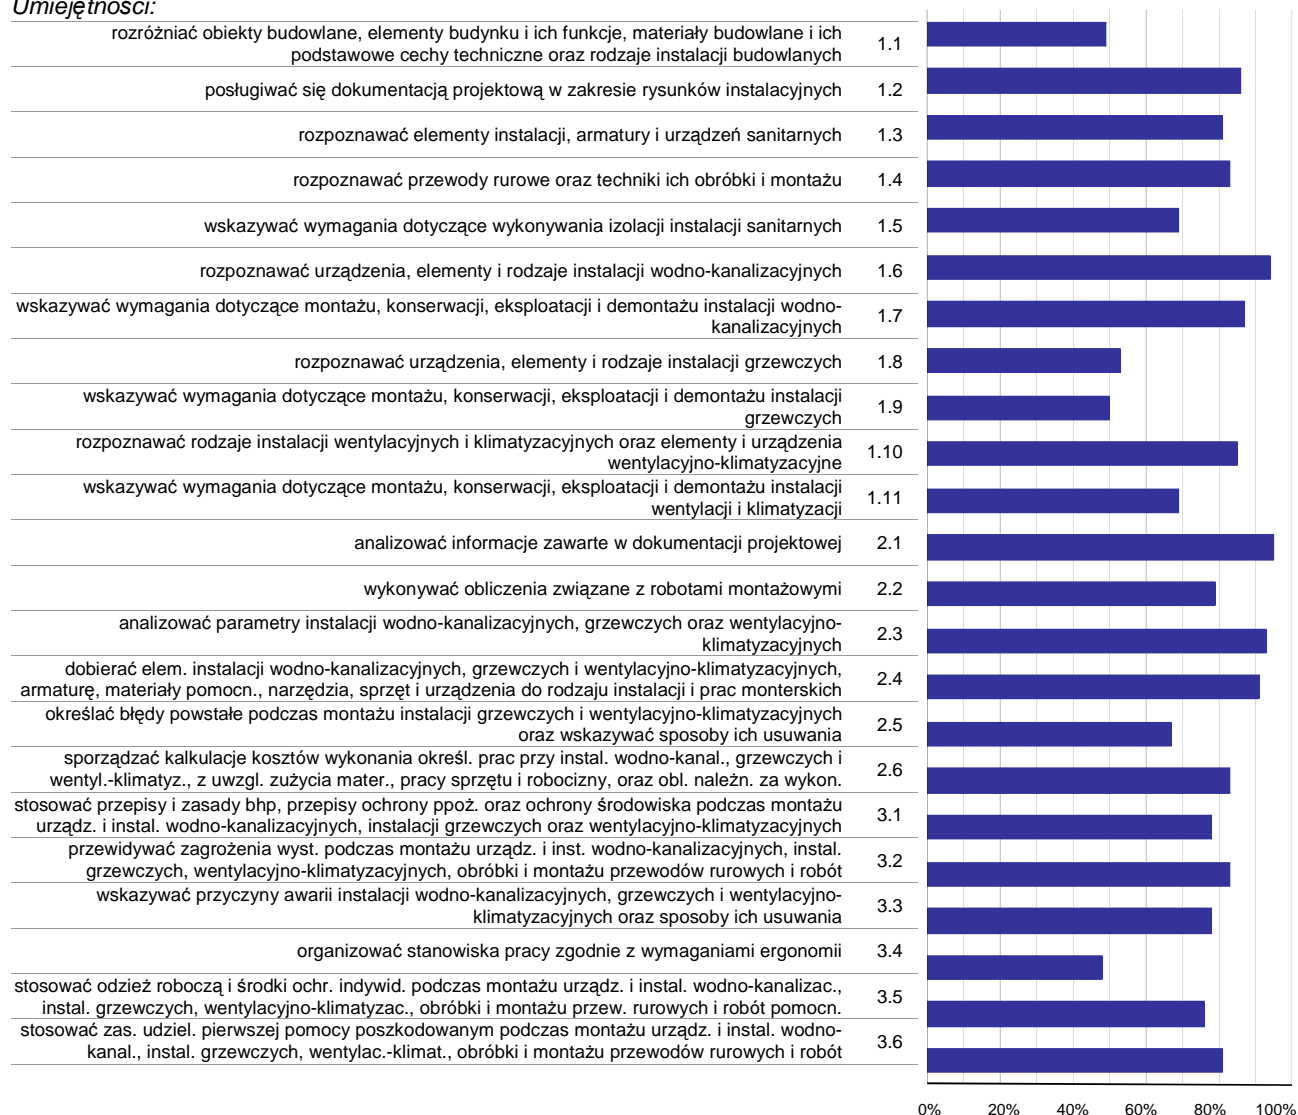 Umiejętności:
rozróżniać obiekty budowlane, elementy budynku i ich funkcje, materiały budowlane i ich
podstawowe cechy techniczne oraz rodzaje instalacji budowlanych
1.1
posługiwać się dokumentacją projektową w zakresie rysunków instalacyjnych 1.2
rozpoznawać elementy instalacji, armatury i urządzeń sanitarnych 1.3
rozpoznawać przewody rurowe oraz techniki ich obróbki i montażu 1.4
wskazywać wymagania dotyczące wykonywania izolacji instalacji sanitarnych 1.5
rozpoznawać urządzenia, elementy i rodzaje instalacji wodno-kanalizacyjnych 1.6
wskazywać wymagania dotyczące montażu, konserwacji, eksploatacji i demontażu instalacji wodno-
kanalizacyjnych
1.7
rozpoznawać urządzenia, elementy i rodzaje instalacji grzewczych 1.8
wskazywać wymagania dotyczące montażu, konserwacji, eksploatacji i demontażu instalacji
grzewczych
1.9
rozpoznawać rodzaje instalacji wentylacyjnych i klimatyzacyjnych oraz elementy i urządzenia
wentylacyjno-klimatyzacyjne
1.10
wskazywać wymagania dotyczące montażu, konserwacji, eksploatacji i demontażu instalacji
wentylacji i klimatyzacji
1.11
analizować informacje zawarte w dokumentacji projektowej 2.1
wykonywać obliczenia związane z robotami montażowymi 2.2
analizować parametry instalacji wodno-kanalizacyjnych, grzewczych oraz wentylacyjno-
klimatyzacyjnych
2.3
dobierać elem. instalacji wodno-kanalizacyjnych, grzewczych i wentylacyjno-klimatyzacyjnych,
armaturę, materiały pomocn., narzędzia, sprzęt i urządzenia do rodzaju instalacji i prac monterskich
2.4
określać błędy powstałe podczas montażu instalacji grzewczych i wentylacyjno-klimatyzacyjnych
oraz wskazywać sposoby ich usuwania
2.5
sporządzać kalkulacje kosztów wykonania określ. prac przy instal. wodno-kanal., grzewczych i
wentyl.-klimatyz., z uwzgl. zużycia mater., pracy sprzętu i robocizny, oraz obl. należn. za wykon.
2.6
stosować przepisy i zasady bhp, przepisy ochrony ppoż. oraz ochrony środowiska podczas montażu
urządz. i instal. wodno-kanalizacyjnych, instalacji grzewczych oraz wentylacyjno-klimatyzacyjnych
3.1
przewidywać zagrożenia wyst. podczas montażu urządz. i inst. wodno-kanalizacyjnych, instal.
grzewczych, wentylacyjno-klimatyzacyjnych, obróbki i montażu przewodów rurowych i robót
3.2
wskazywać przyczyny awarii instalacji wodno-kanalizacyjnych, grzewczych i wentylacyjno-
klimatyzacyjnych oraz sposoby ich usuwania
3.3
organizować stanowiska pracy zgodnie z wymaganiami ergonomii 3.4
stosować odzież roboczą i środki ochr. indywid. podczas montażu urządz. i instal. wodno-kanalizac.,
instal. grzewczych, wentylacyjno-klimatyzac., obróbki i montażu przew. rurowych i robót pomocn.
3.5
stosować zas. udziel. pierwszej pomocy poszkodowanym podczas montażu urządz. i instal. wodno-
kanal., instal. grzewczych, wentylac.-klimat., obróbki i montażu przewodów rurowych i robót
3.6
0% 20% 40% 60% 80% 100%